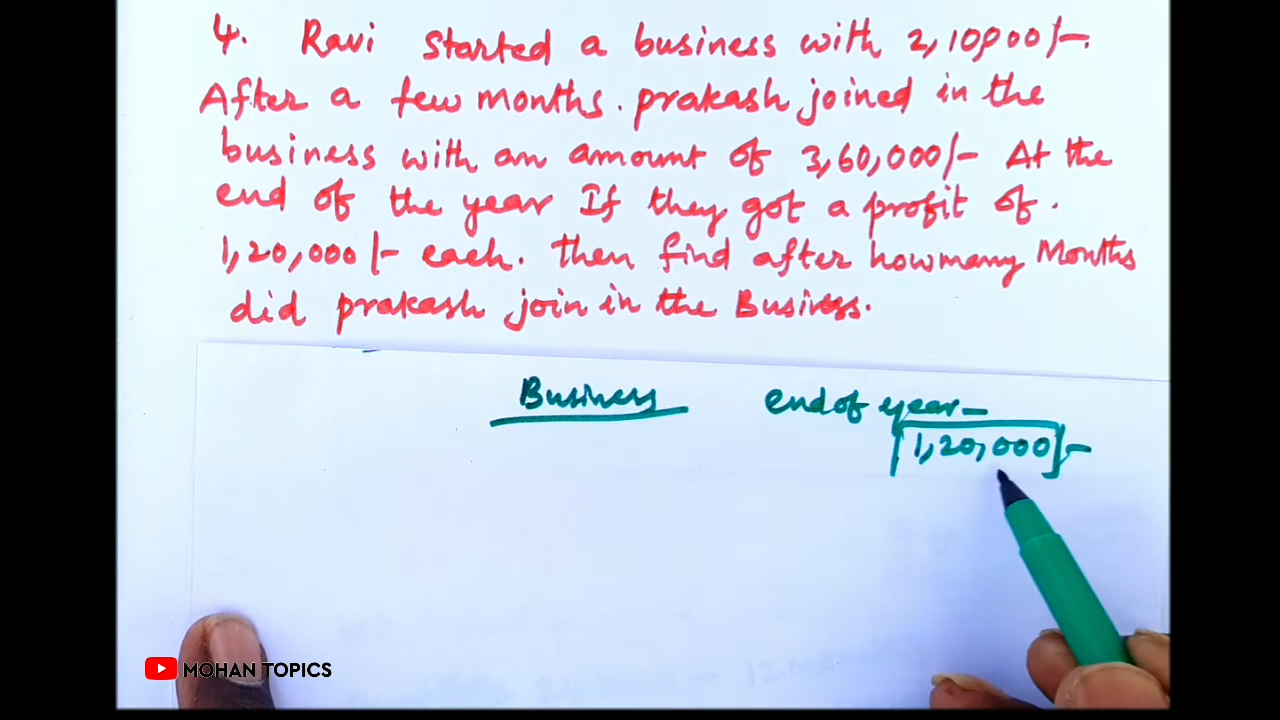 4. Ravi started a business with 2,10,000/-.
After a few months. prakash joined in the
business with an amount of 3,60,000/- At the
end of the year If they got a profit of.
1,20,000/- each. Then find after howmany Months
did prakash join in the Business.
Business end of year -
1,20,000/-
MOHAN TOPICS